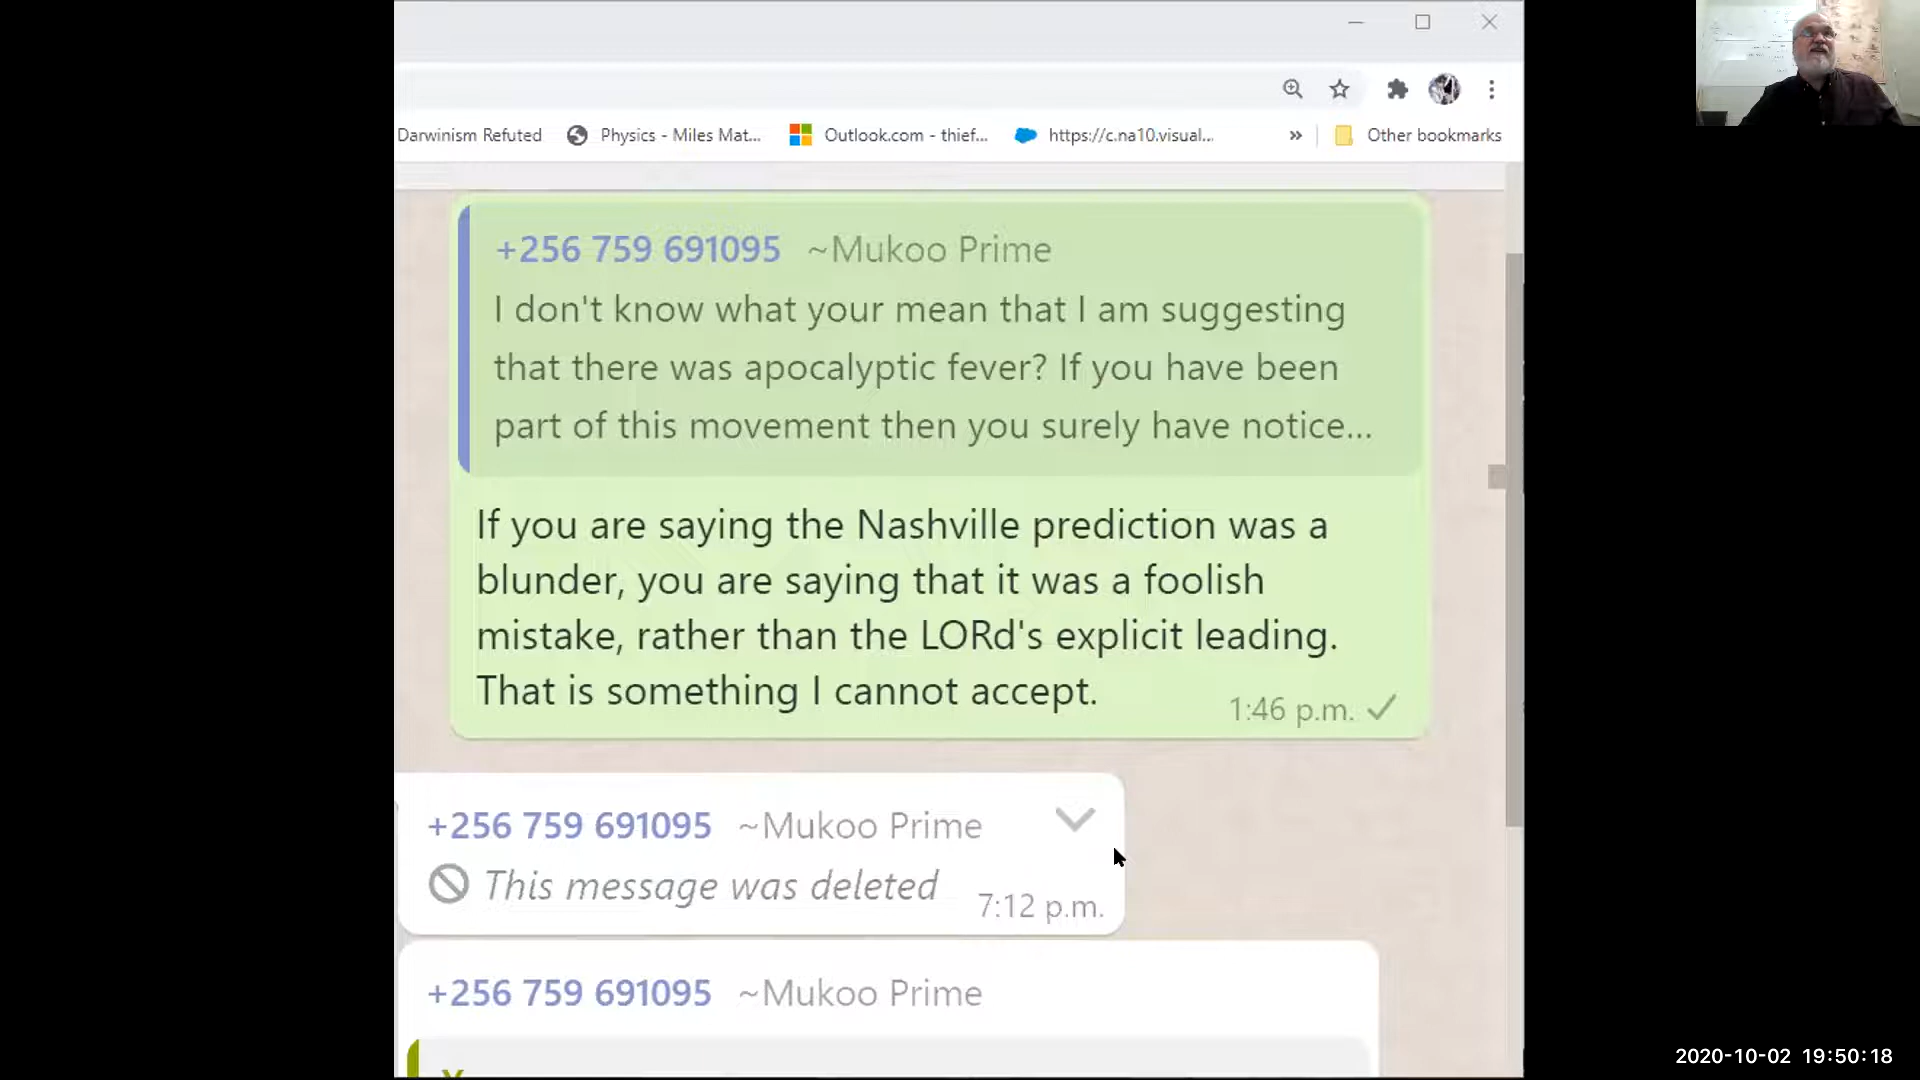 Darwinism Refuted Physics - Miles Mat... Outlook.com - thief... https://c.na10.visual... » Other bookmarks
+256 759 691095 ~Mukoo Prime
I don't know what your mean that I am suggesting
that there was apocalyptic fever? If you have been
part of this movement then you surely have notice...
If you are saying the Nashville prediction was a
blunder, you are saying that it was a foolish
mistake, rather than the LORd's explicit leading.
That is something I cannot accept.
1:46 p.m.
+256 759 691095 ~Mukoo Prime
This message was deleted
7:12 p.m.
+256 759 691095 ~Mukoo Prime
2020-10-02 19:50:18